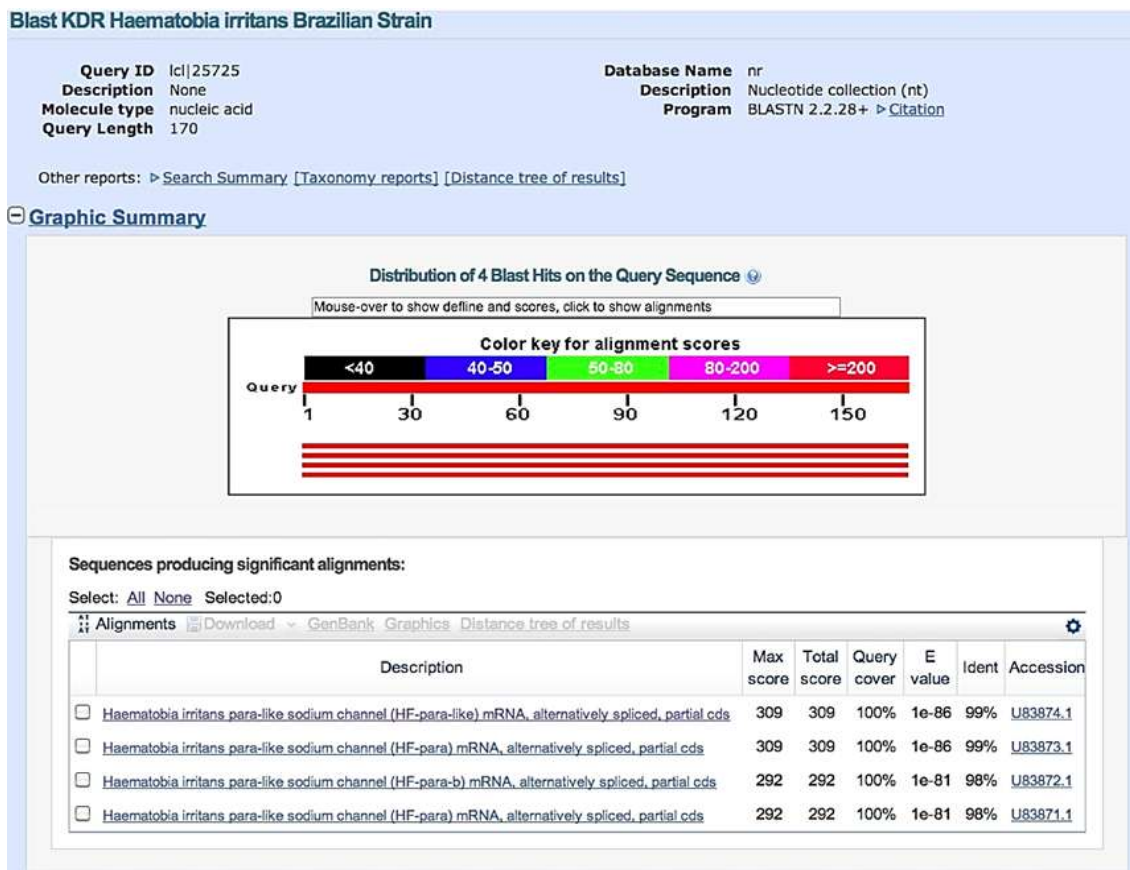 Blast KDR Haematobia irritans Brazilian Strain
Query ID lcl|25725
Description None
Molecule type nucleic acid
Query Length 170
Database Name nr
Description Nucleotide collection (nt)
Program BLASTN 2.2.28+ Citation
Other reports: Search Summary [Taxonomy reports] [Distance tree of results]
Graphic Summary
Distribution of 4 Blast Hits on the Query Sequence
Mouse-over to show defline and scores, click to show alignments
Color key for alignment scores
<40 40-50 50-80 80-200 >=200
Query
1 30 60 90 120 150
Sequences producing significant alignments:
Select: All None Selected:0
Alignments Download GenBank Graphics Distance tree of results
Description Max score Total score Query cover E value Ident Accession
Haematobia irritans para-like sodium channel (HF-para-like) mRNA, alternatively spliced, partial cds 309 309 100% 1e-86 99% U83874.1
Haematobia irritans para-like sodium channel (HF-para) mRNA, alternatively spliced, partial cds 309 309 100% 1e-86 99% U83873.1
Haematobia irritans para-like sodium channel (HF-para-b) mRNA, alternatively spliced, partial cds 292 292 100% 1e-81 98% U83872.1
Haematobia irritans para-like sodium channel (HF-para) mRNA, alternatively spliced, partial cds 292 292 100% 1e-81 98% U83871.1